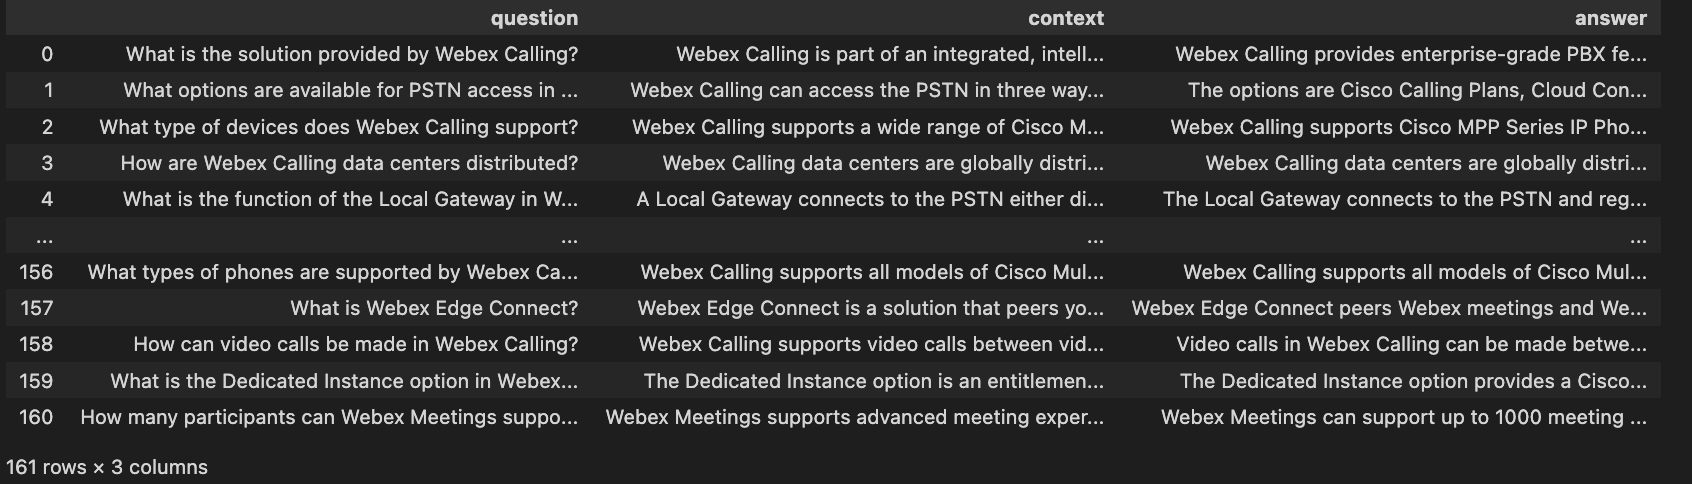 question context answer
0 What is the solution provided by Webex Calling? Webex Calling is part of an integrated, intell... Webex Calling provides enterprise-grade PBX fe...
1 What options are available for PSTN access in ... Webex Calling can access the PSTN in three way... The options are Cisco Calling Plans, Cloud Con...
2 What type of devices does Webex Calling support? Webex Calling supports a wide range of Cisco M... Webex Calling supports Cisco MPP Series IP Pho...
3 How are Webex Calling data centers distributed? Webex Calling data centers are globally distri... Webex Calling data centers are globally distri...
4 What is the function of the Local Gateway in W... A Local Gateway connects to the PSTN either di... The Local Gateway connects to the PSTN and reg...
... ... ... ...
156 What types of phones are supported by Webex Ca... Webex Calling supports all models of Cisco Mul... Webex Calling supports all models of Cisco Mul...
157 What is Webex Edge Connect? Webex Edge Connect is a solution that peers yo... Webex Edge Connect peers Webex meetings and We...
158 How can video calls be made in Webex Calling? Webex Calling supports video calls between vid... Video calls in Webex Calling can be made betwe...
159 What is the Dedicated Instance option in Webex... The Dedicated Instance option is an entitlemen... The Dedicated Instance option provides a Cisco...
160 How many participants can Webex Meetings suppo... Webex Meetings supports advanced meeting exper... Webex Meetings can support up to 1000 meeting ...
161 rows × 3 columns